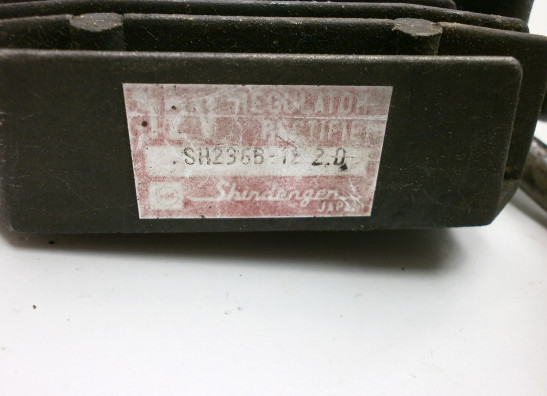 12V REGULATOR
RECTIFIER
SH236B-12 2.0
Shindengen
JAPAN